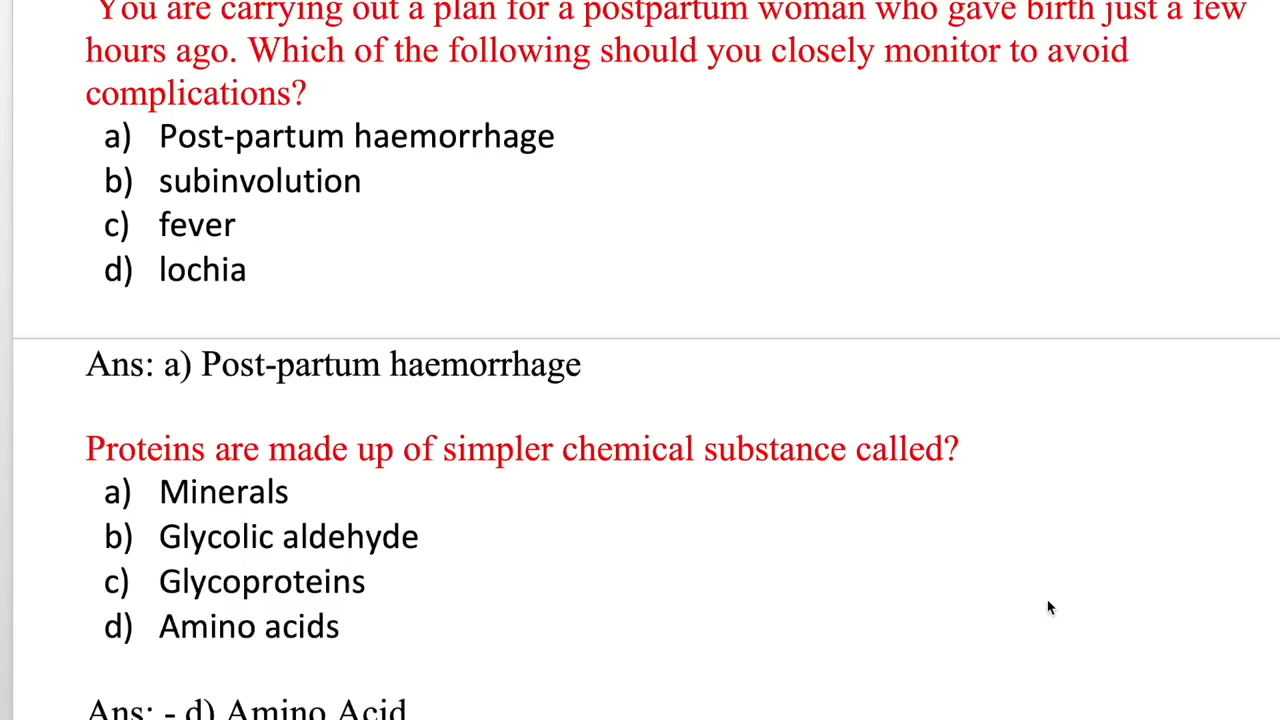 You are carrying out a plan for a postpartum woman who gave birth just a few
hours ago. Which of the following should you closely monitor to avoid
complications?
a) Post-partum haemorrhage
b) subinvolution
c) fever
d) lochia
Ans: a) Post-partum haemorrhage
Proteins are made up of simpler chemical substance called?
a) Minerals
b) Glycolic aldehyde
c) Glycoproteins
d) Amino acids
Ans: - d) Amino Acid